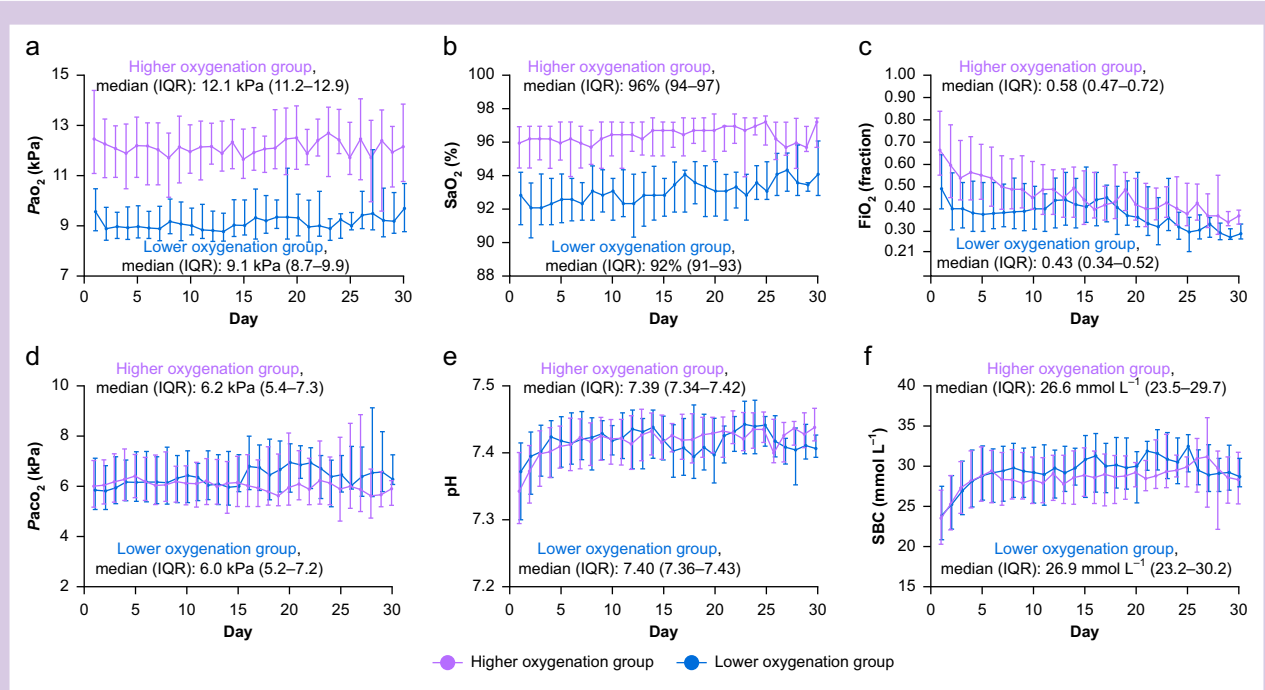 a
Higher oxygenation group,
median (IQR): 12.1 kPa (11.2–12.9)
15
13
11
9
7
PaO₂ (kPa)
Lower oxygenation group,
median (IQR): 9.1 kPa (8.7–9.9)
0 5 10 15 20 25 30
Day
b
Higher oxygenation group,
median (IQR): 96% (94–97)
100
98
96
94
92
90
88
SaO₂ (%)
Lower oxygenation group,
median (IQR): 92% (91–93)
0 5 10 15 20 25 30
Day
c
Higher oxygenation group,
median (IQR): 0.58 (0.47–0.72)
1.00
0.90
0.80
0.70
0.60
0.50
0.40
0.30
0.21
FiO₂ (fraction)
Lower oxygenation group,
median (IQR): 0.43 (0.34–0.52)
0 5 10 15 20 25 30
Day
d
Higher oxygenation group,
median (IQR): 6.2 kPa (5.4–7.3)
10
8
6
4
2
Paco₂ (kPa)
Lower oxygenation group,
median (IQR): 6.0 kPa (5.2–7.2)
0 5 10 15 20 25 30
Day
e
Higher oxygenation group,
median (IQR): 7.39 (7.34–7.42)
7.5
7.4
7.3
7.2
pH
Lower oxygenation group,
median (IQR): 7.40 (7.36–7.43)
0 5 10 15 20 25 30
Day
f
Higher oxygenation group,
median (IQR): 26.6 mmol L⁻¹ (23.5–29.7)
40
35
30
25
20
15
SBC (mmol L⁻¹)
Lower oxygenation group,
median (IQR): 26.9 mmol L⁻¹ (23.2–30.2)
0 5 10 15 20 25 30
Day
Higher oxygenation group Lower oxygenation group